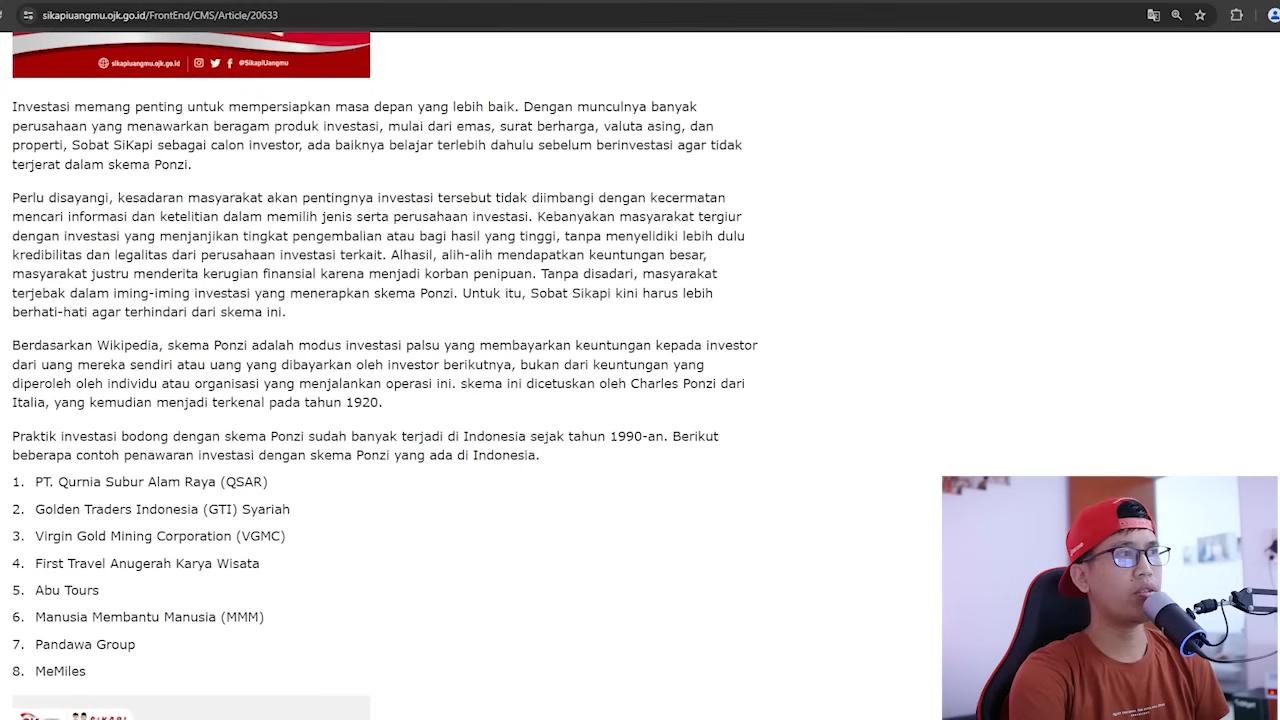 sikapiuangmu.ojk.go.id/FrontEnd/CMS/Article/20633
sikapiuangmu.ojk.go.id @SikapiUangmu
Investasi memang penting untuk mempersiapkan masa depan yang lebih baik. Dengan munculnya banyak
perusahaan yang menawarkan beragam produk investasi, mulai dari emas, surat berharga, valuta asing, dan
properti, Sobat SiKapi sebagai calon investor, ada baiknya belajar terlebih dahulu sebelum berinvestasi agar tidak
terjerat dalam skema Ponzi.
Perlu disayangi, kesadaran masyarakat akan pentingnya investasi tersebut tidak diimbangi dengan kecermatan
mencari informasi dan ketelitian dalam memilih jenis serta perusahaan investasi. Kebanyakan masyarakat tergiur
dengan investasi yang menjanjikan tingkat pengembalian atau bagi hasil yang tinggi, tanpa menyelidiki lebih dulu
kredibilitas dan legalitas dari perusahaan investasi terkait. Alhasil, alih-alih mendapatkan keuntungan besar,
masyarakat justru menderita kerugian finansial karena menjadi korban penipuan. Tanpa disadari, masyarakat
terjebak dalam iming-iming investasi yang menerapkan skema Ponzi. Untuk itu, Sobat Sikapi kini harus lebih
berhati-hati agar terhindari dari skema ini.
Berdasarkan Wikipedia, skema Ponzi adalah modus investasi palsu yang membayarkan keuntungan kepada investor
dari uang mereka sendiri atau uang yang dibayarkan oleh investor berikutnya, bukan dari keuntungan yang
diperoleh oleh individu atau organisasi yang menjalankan operasi ini. skema ini dicetuskan oleh Charles Ponzi dari
Italia, yang kemudian menjadi terkenal pada tahun 1920.
Praktik investasi bodong dengan skema Ponzi sudah banyak terjadi di Indonesia sejak tahun 1990-an. Berikut
beberapa contoh penawaran investasi dengan skema Ponzi yang ada di Indonesia.
1. PT. Qurnia Subur Alam Raya (QSAR)
2. Golden Traders Indonesia (GTI) Syariah
3. Virgin Gold Mining Corporation (VGMC)
4. First Travel Anugerah Karya Wisata
5. Abu Tours
6. Manusia Membantu Manusia (MMM)
7. Pandawa Group
8. MeMiles